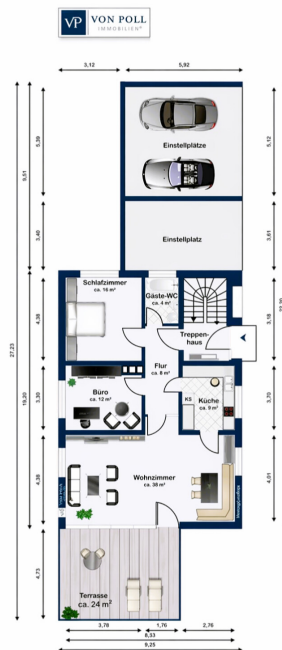 VP VON POLL
IMMOBILIEN®
3,12
5,92
5,39
5,12
5,51
Einstellplätze
3,40
3,61
Einstellplatz
Schlafzimmer
ca. 16 m²
Gäste-WC
ca. 4 m²
4,38
3,18
Treppen-
haus
27,23
19,20
Flur
ca. 8 m²
Büro
ca. 12 m²
KS
Küche
ca. 9 m²
3,30
3,70
Wohnzimmer
ca. 38 m²
4,38
4,01
VON POLL
4,73
Terrasse
ca. 24 m²
3,78
1,76
2,76
8,33
9,25